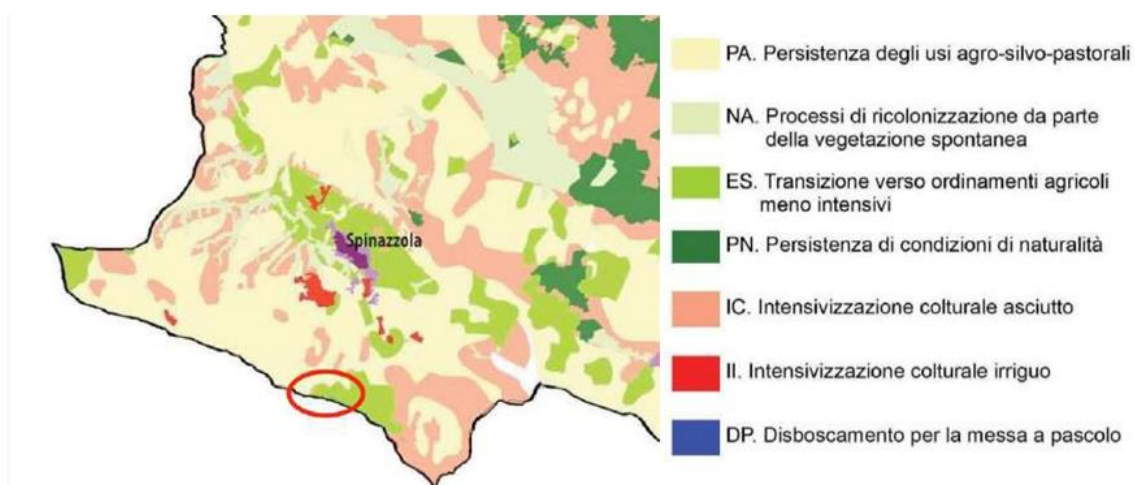 Spinazzola
PA. Persistenza degli usi agro-silvo-pastorali
NA. Processi di ricolonizzazione da parte
della vegetazione spontanea
ES. Transizione verso ordinamenti agricoli
meno intensivi
PN. Persistenza di condizioni di naturalità
IC. Intensivizzazione colturale asciutto
II. Intensivizzazione colturale irriguo
DP. Disboscamento per la messa a pascolo